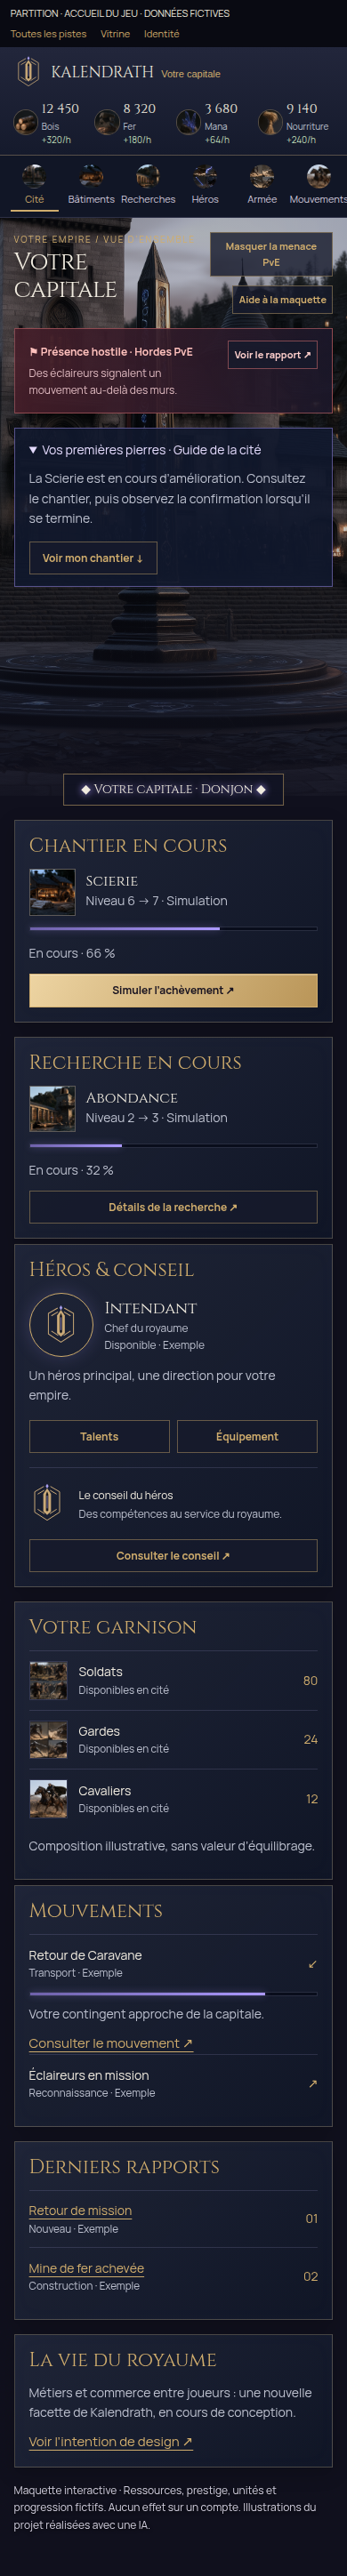 PARTITION · ACCUEIL DU JEU · DONNÉES FICTIVES
Toutes les pistes Vitrine Identité
KALENDRATH Votre capitale
12 450 Bois +320/h
8 320 Fer +180/h
3 680 Mana +64/h
9 140 Nourriture +240/h
Cité Bâtiments Recherches Héros Armée Mouvements
VOTRE EMPIRE / VUE
Votre capitale
Masquer la menace PvE
Aide à la maquette
⚑ Présence hostile · Hordes PvE
Des éclaireurs signalent un
mouvement au-delà des murs.
Voir le rapport ↗
▼ Vos premières pierres · Guide de la cité
La Scierie est en cours d'amélioration. Consultez
le chantier, puis observez la confirmation lorsqu'il
se termine.
Voir mon chantier ↓
◆ Votre capitale · Donjon ◆
Chantier en cours
Scierie
Niveau 6 → 7 · Simulation
En cours · 66 %
Simuler l'achèvement ↗
Recherche en cours
Abondance
Niveau 2 → 3 · Simulation
En cours · 32 %
Détails de la recherche ↗
Héros & conseil
Intendant
Chef du royaume
Disponible · Exemple
Un héros principal, une direction pour votre
empire.
Talents Équipement
Le conseil du héros
Des compétences au service du royaume.
Consulter le conseil ↗
Votre garnison
Soldats
Disponibles en cité
80
Gardes
Disponibles en cité
24
Cavaliers
Disponibles en cité
12
Composition illustrative, sans valeur d'équilibrage.
Mouvements
Retour de Caravane
Transport · Exemple
↙
Votre contingent approche de la capitale.
Consulter le mouvement ↗
Éclaireurs en mission
Reconnaissance · Exemple
↗
Derniers rapports
Retour de mission
Nouveau · Exemple
01
Mine de fer achevée
Construction · Exemple
02
La vie du royaume
Métiers et commerce entre joueurs : une nouvelle
facette de Kalendrath, en cours de conception.
Voir l'intention de design ↗
Maquette interactive · Ressources, prestige, unités et
progression fictifs. Aucun effet sur un compte. Illustrations du
projet réalisées avec une IA.